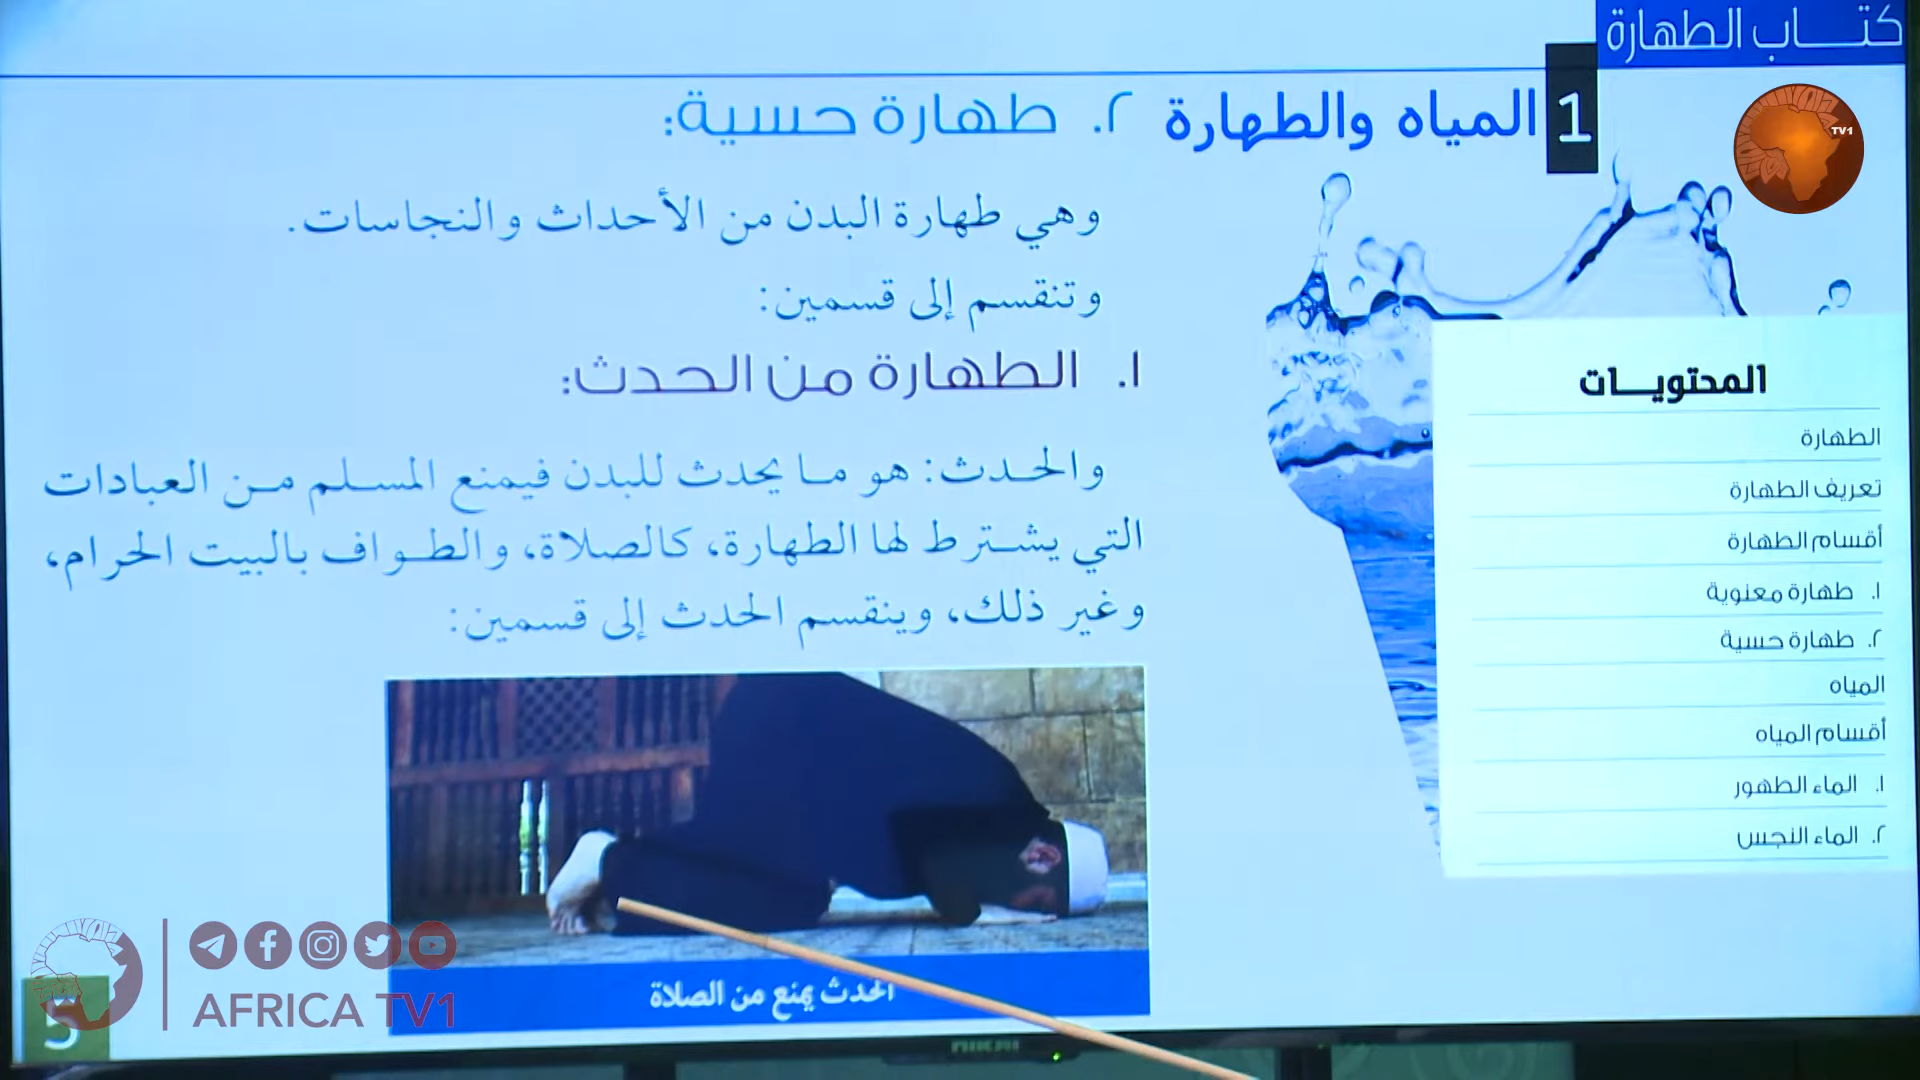 كتاب الطهارة
1 المياه والطهارة
TV1
٢. طهارة حسية:
وهي طهارة البدن من الأحداث والنجاسات.
وتنقسم إلى قسمين:
١. الطهارة من الحدث:
والحدث: هو ما يحدث للبدن فيمنع المسلم من العبادات
التي يشترط لها الطهارة، كالصلاة، والطواف بالبيت الحرام،
وغير ذلك، وينقسم الحدث إلى قسمين:
المحتويات
الطهارة
تعريف الطهارة
أقسام الطهارة
١. طهارة معنوية
٢. طهارة حسية
المياه
أقسام المياه
١. الماء الطهور
٢. الماء النجس
الحدث يمنع من الصلاة
AFRICA TV1
5